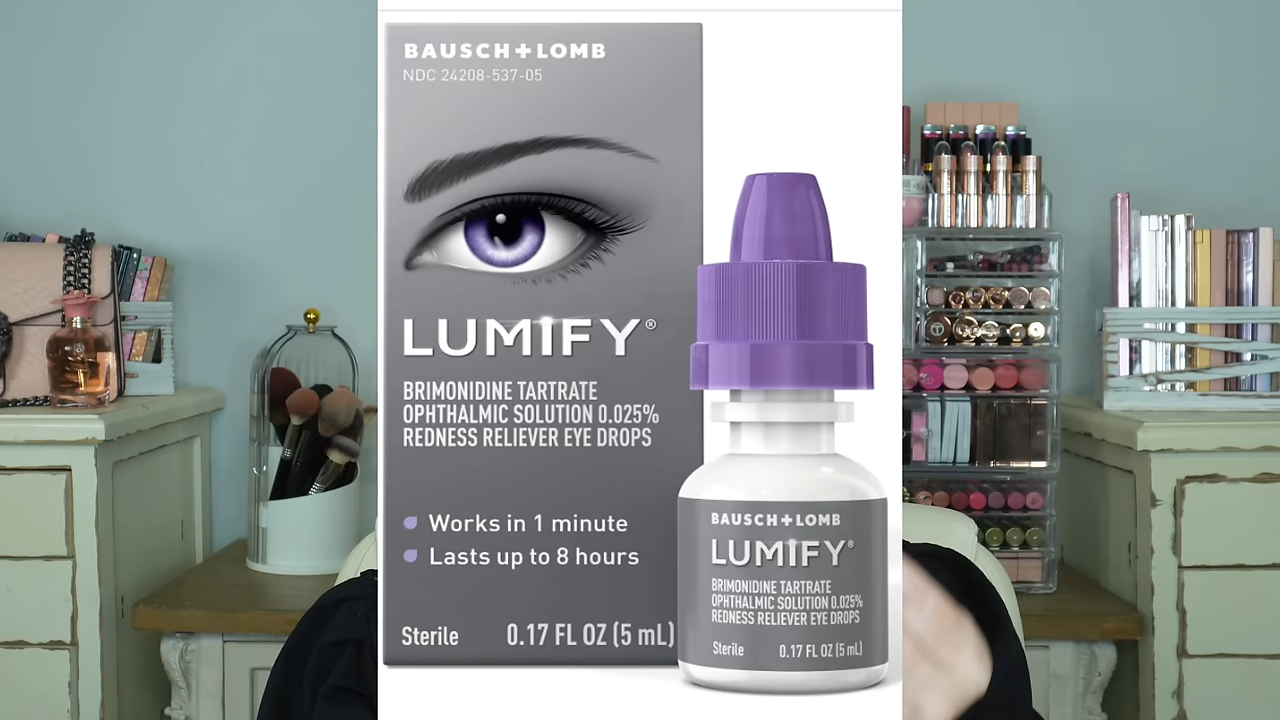 BAUSCH+LOMB
NDC 24208-537-05
LUMIFY®
BRIMONIDINE TARTRATE
OPHTHALMIC SOLUTION 0.025%
REDNESS RELIEVER EYE DROPS
Works in 1 minute
Lasts up to 8 hours
Sterile 0.17 FL OZ (5 mL)
BAUSCH+LOMB
LUMIFY®
BRIMONIDINE TARTRATE
OPHTHALMIC SOLUTION 0.025%
REDNESS RELIEVER EYE DROPS
Sterile 0.17 FL OZ (5 mL)